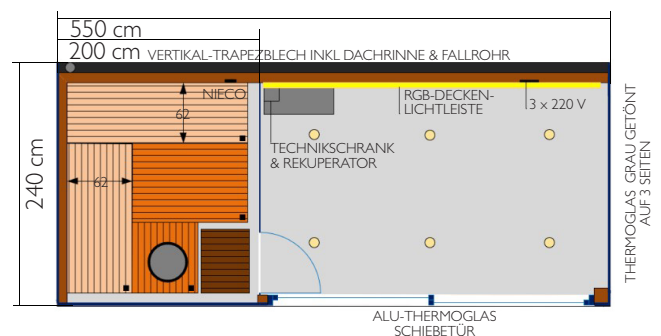 550 cm
200 cm
VERTIKAL-TRAPEZBLECH INKL DACHRINNE & FALLROHR
NIECO
62
RGB-DECKEN-
LICHTLEISTE
3 x 220 V
TECHNIKSCHRANK
& REKUPERATOR
62
240 cm
THERMOGLAS GRAU GETÖNT
AUF 3 SEITEN
ALU-THERMOGLAS
SCHIEBETÜR